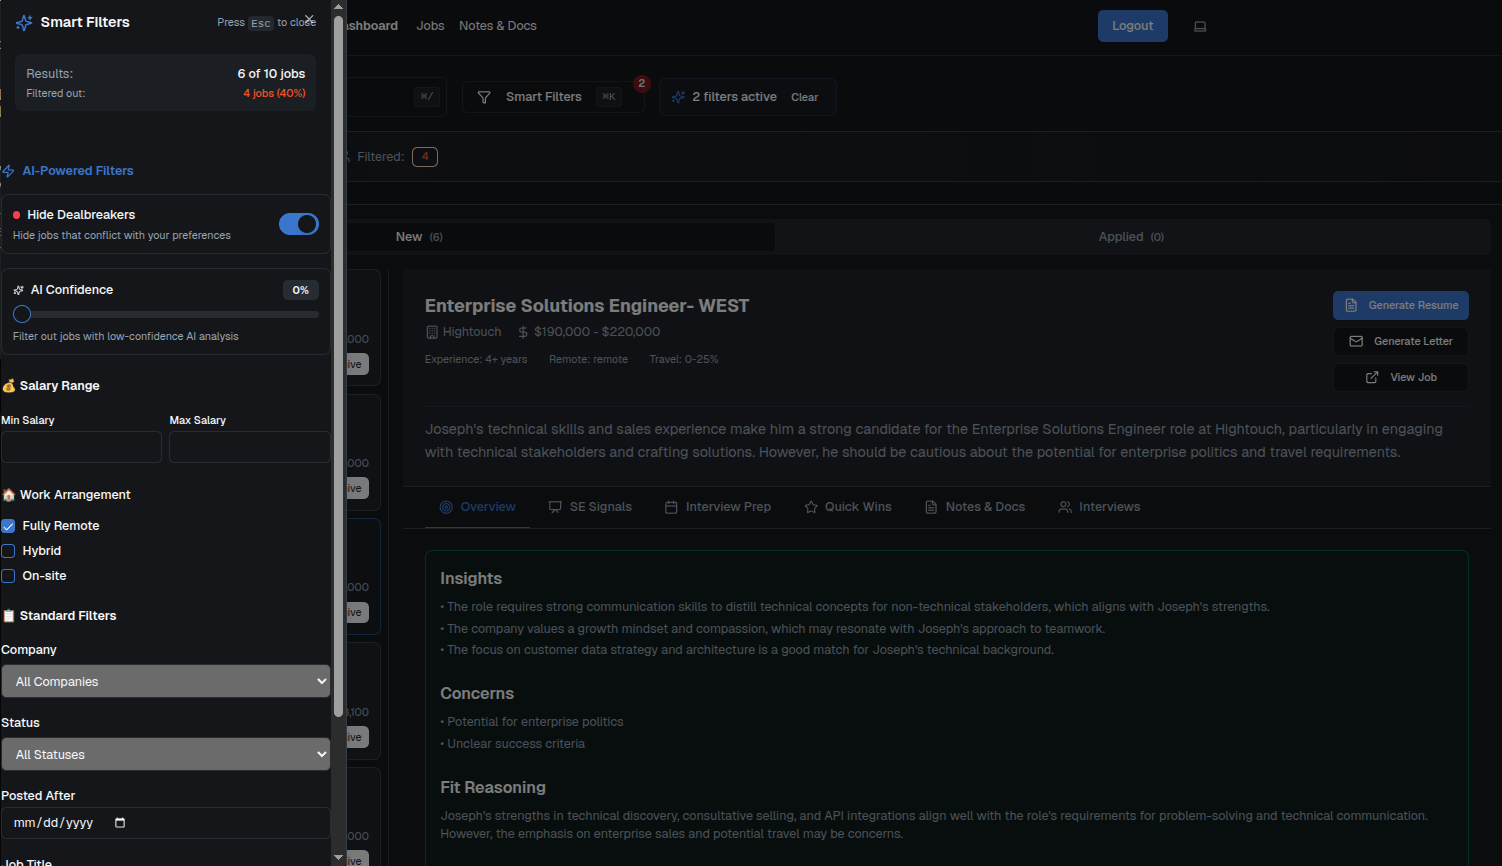 Smart Filters
Press Esc to close
Results: 6 of 10 jobs
Filtered out: 4 jobs (40%)
AI-Powered Filters
Hide Dealbreakers
Hide jobs that conflict with your preferences
AI Confidence 0%
Filter out jobs with low-confidence AI analysis
💰 Salary Range
Min Salary Max Salary
🏠 Work Arrangement
Fully Remote
Hybrid
On-site
📋 Standard Filters
Company
All Companies
Status
All Statuses
Posted After
mm/dd/yyyy
Job Title
shboard Jobs Notes & Docs Logout
⌘/ Smart Filters ⌘K 2 2 filters active Clear
Filtered: 4
New (6) Applied (0)
000
ive
000
ive
000
ive
,100
ive
000
ive
Enterprise Solutions Engineer- WEST
Hightouch $190,000 - $220,000
Experience: 4+ years Remote: remote Travel: 0-25%
Generate Resume
Generate Letter
View Job
Joseph's technical skills and sales experience make him a strong candidate for the Enterprise Solutions Engineer role at Hightouch, particularly in engaging
with technical stakeholders and crafting solutions. However, he should be cautious about the potential for enterprise politics and travel requirements.
Overview SE Signals Interview Prep Quick Wins Notes & Docs Interviews
Insights
• The role requires strong communication skills to distill technical concepts for non-technical stakeholders, which aligns with Joseph's strengths.
• The company values a growth mindset and compassion, which may resonate with Joseph's approach to teamwork.
• The focus on customer data strategy and architecture is a good match for Joseph's technical background.
Concerns
• Potential for enterprise politics
• Unclear success criteria
Fit Reasoning
Joseph's strengths in technical discovery, consultative selling, and API integrations align well with the role's requirements for problem-solving and technical communication.
However, the emphasis on enterprise sales and potential travel may be concerns.